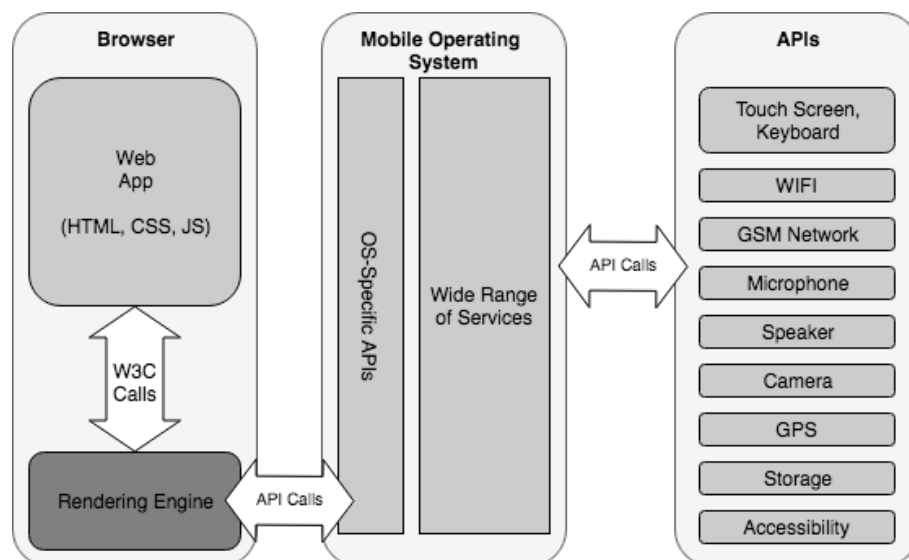 Browser
Web
App
(HTML, CSS, JS)
W3C
Calls
Rendering Engine
API Calls
Mobile Operating
System
OS-Specific APIs
Wide Range
of Services
API Calls
APIs
Touch Screen,
Keyboard
WIFI
GSM Network
Microphone
Speaker
Camera
GPS
Storage
Accessibility